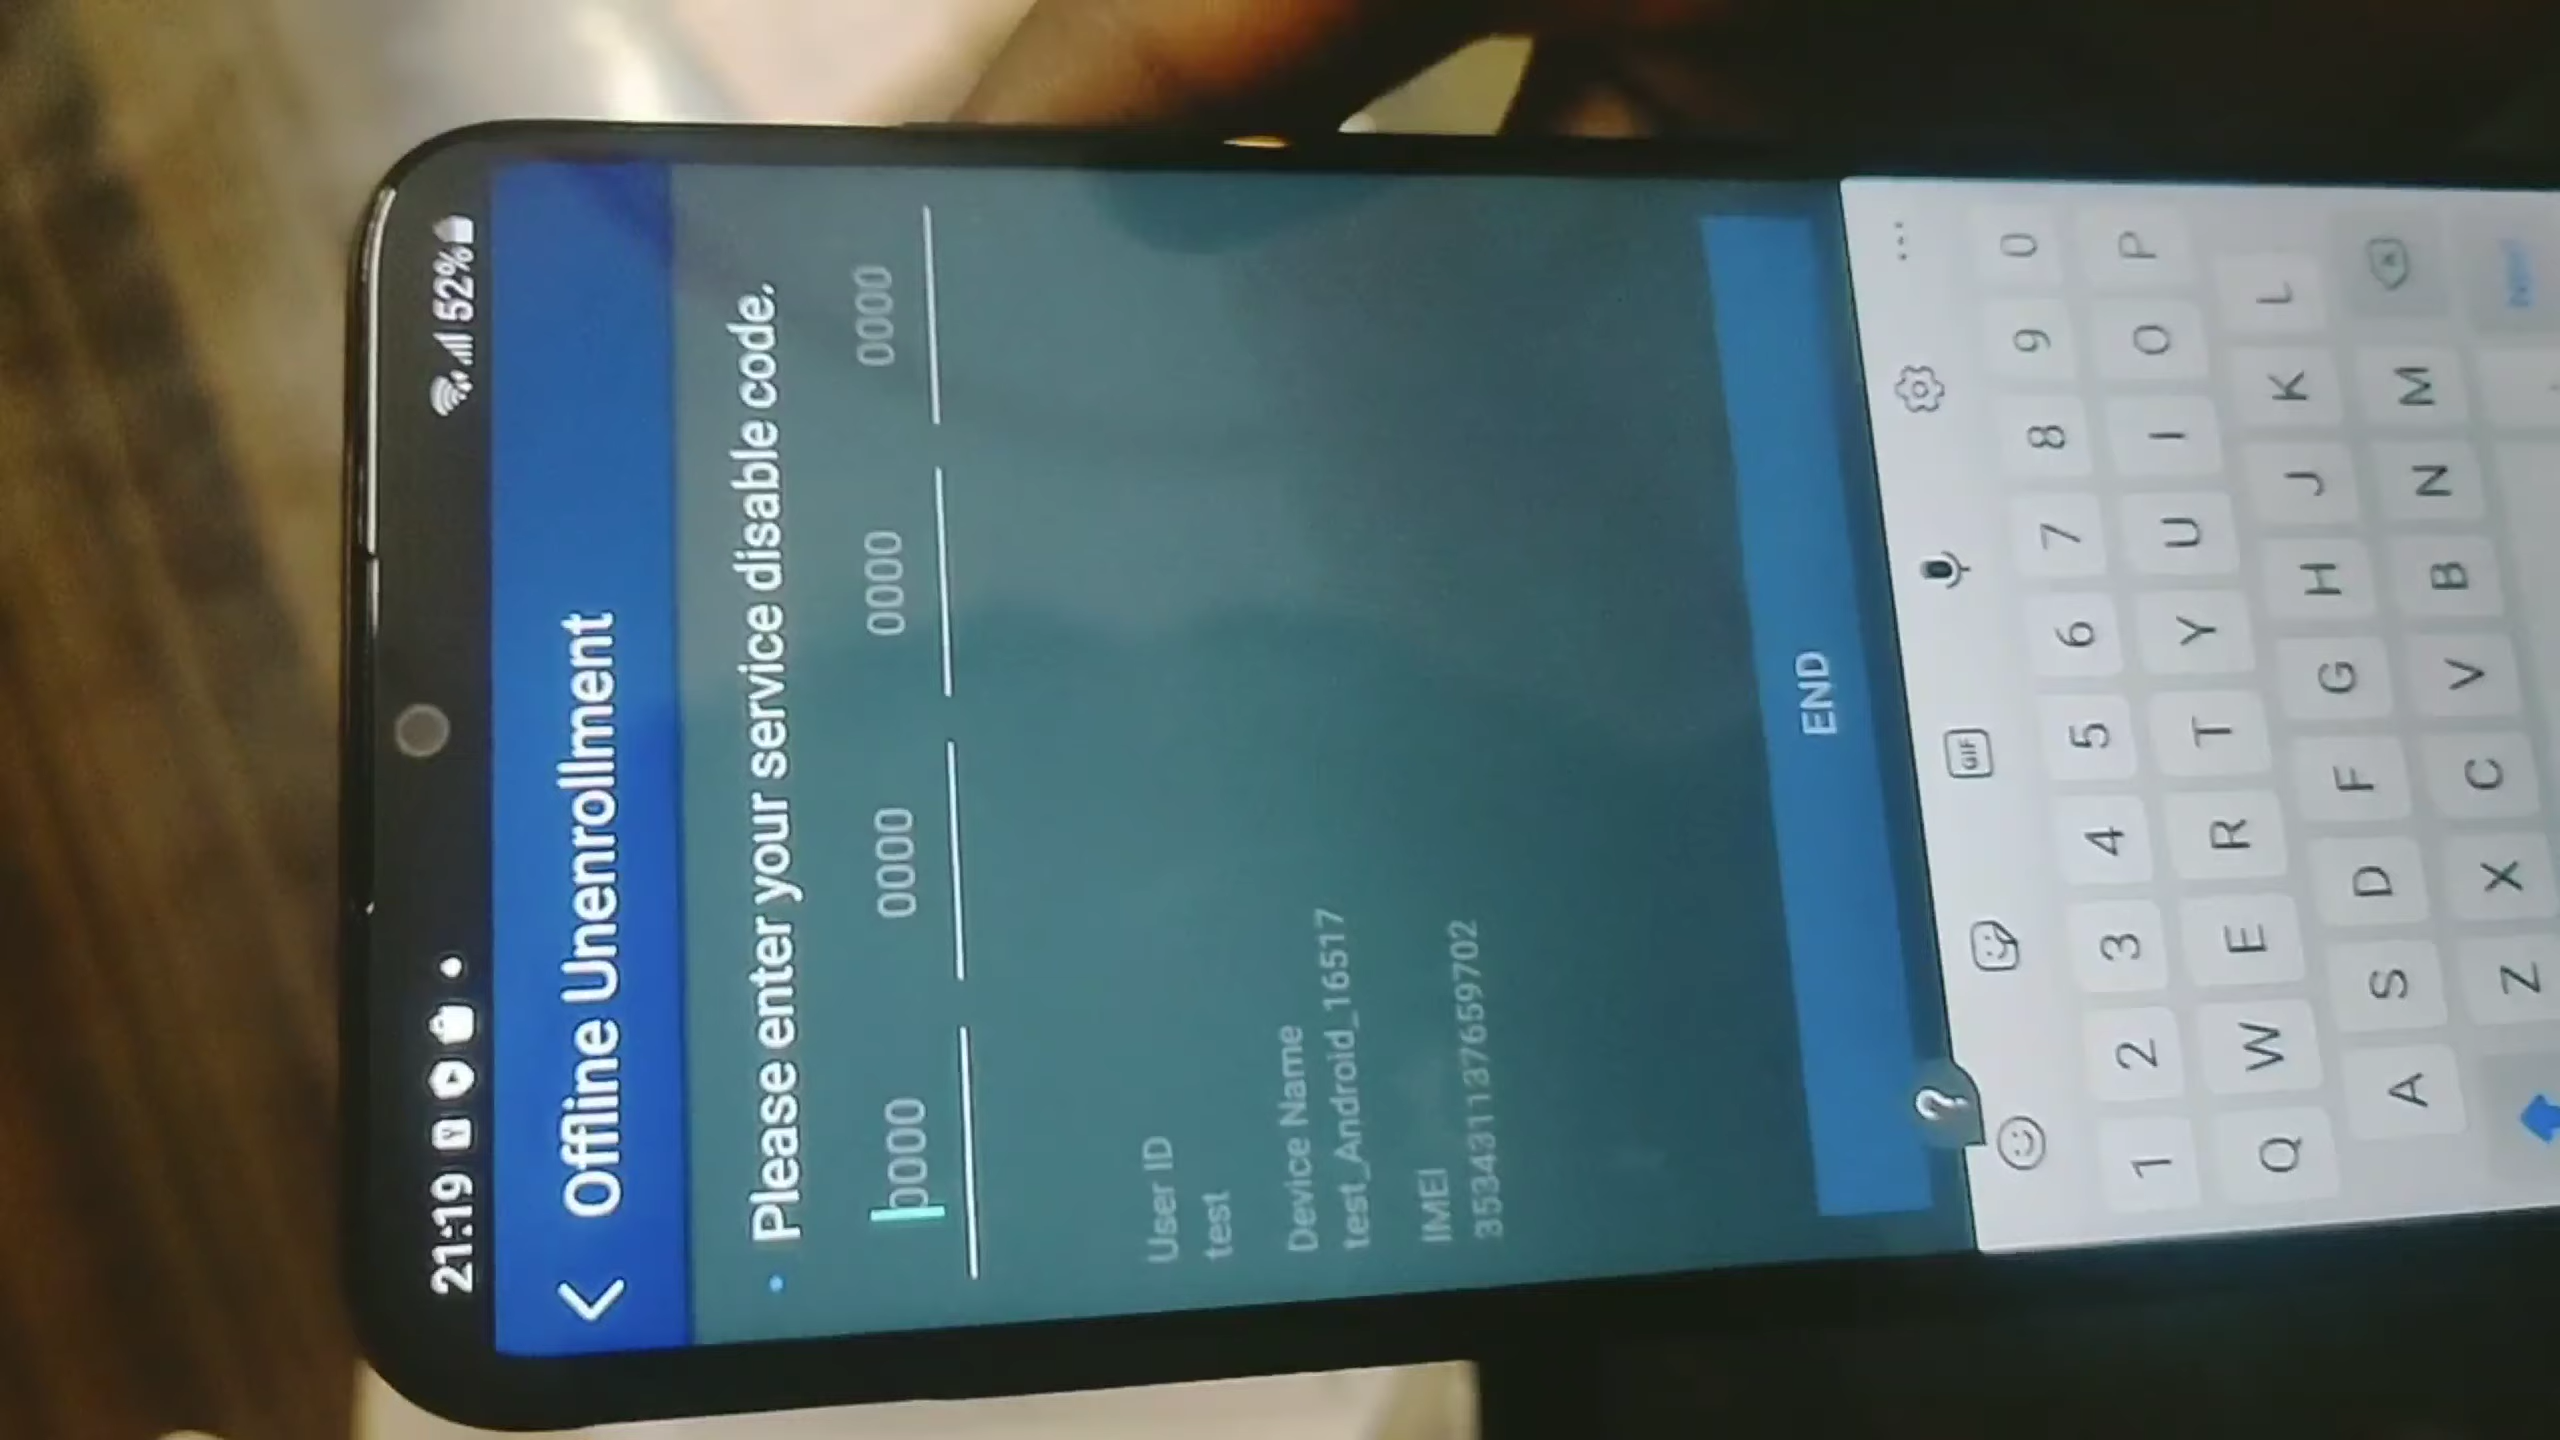 21:19 52%
Offline Unenrollment
Please enter your service disable code.
0000 0000 0000 0000
User ID
test
Device Name
test_Android_16517
IMEI
353431137659702
END
?
GIF
1 2 3 4 5 6 7 8 9 0
Q W E R T Y U I O P
A S D F G H J K L
Z X C V B N M